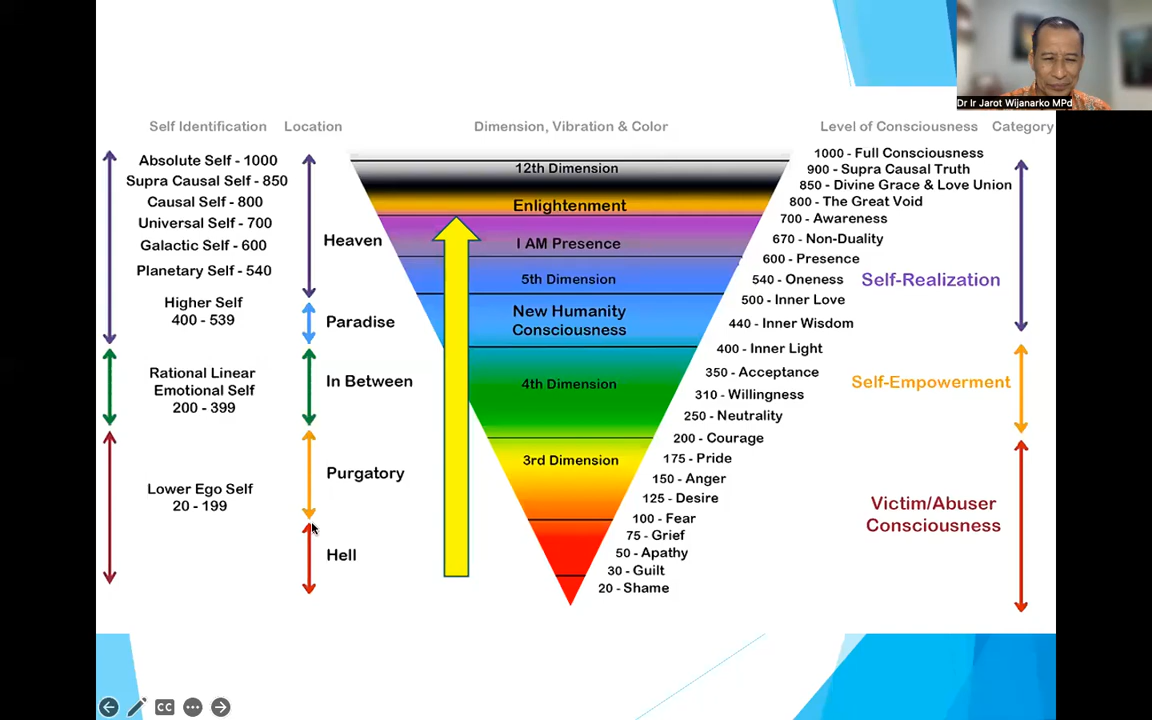 Dr Ir Jarot Wijanarko MPd
Self Identification
Location
Dimension, Vibration & Color
Level of Consciousness
Category
Absolute Self - 1000
Supra Causal Self - 850
Causal Self - 800
Universal Self - 700
Galactic Self - 600
Planetary Self - 540
Higher Self
400 - 539
Rational Linear
Emotional Self
200 - 399
Lower Ego Self
20 - 199
Heaven
Paradise
In Between
Purgatory
Hell
12th Dimension
Enlightenment
I AM Presence
5th Dimension
New Humanity
Consciousness
4th Dimension
3rd Dimension
1000 - Full Consciousness
900 - Supra Causal Truth
850 - Divine Grace & Love Union
800 - The Great Void
700 - Awareness
670 - Non-Duality
600 - Presence
540 - Oneness
500 - Inner Love
440 - Inner Wisdom
400 - Inner Light
350 - Acceptance
310 - Willingness
250 - Neutrality
200 - Courage
175 - Pride
150 - Anger
125 - Desire
100 - Fear
75 - Grief
50 - Apathy
30 - Guilt
20 - Shame
Self-Realization
Self-Empowerment
Victim/Abuser
Consciousness
CC